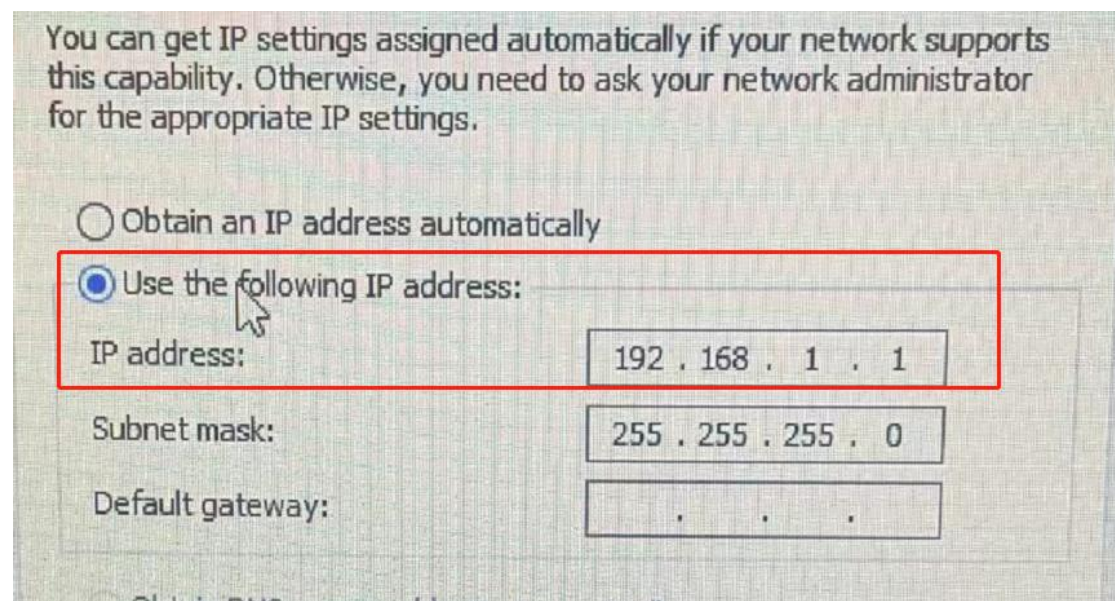 You can get IP settings assigned automatically if your network supports
this capability. Otherwise, you need to ask your network administrator
for the appropriate IP settings.
Obtain an IP address automatically
Use the following IP address:
IP address: 192 . 168 . 1 . 1
Subnet mask: 255 . 255 . 255 . 0
Default gateway: . . .